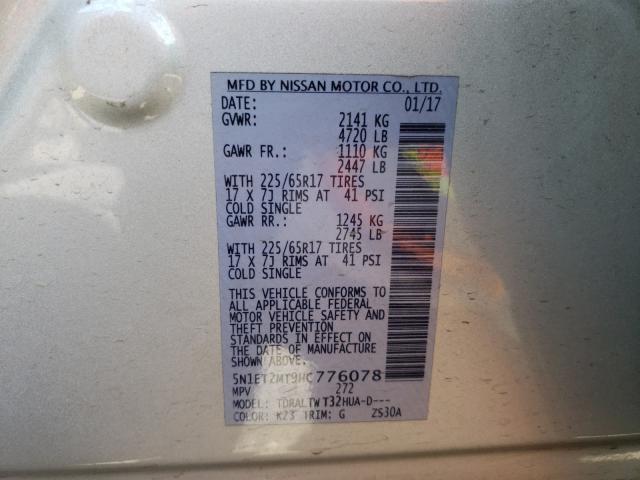 MFD BY NISSAN MOTOR CO., LTD.
DATE: 01/17
GVWR: 2141 KG
4720 LB
GAWR FR.: 1110 KG
2447 LB
WITH 225/65R17 TIRES
17 X 7J RIMS AT 41 PSI
COLD SINGLE
GAWR RR.: 1245 KG
2745 LB
WITH 225/65R17 TIRES
17 X 7J RIMS AT 41 PSI
COLD SINGLE
THIS VEHICLE CONFORMS TO
ALL APPLICABLE FEDERAL
MOTOR VEHICLE SAFETY AND
THEFT PREVENTION
STANDARDS IN EFFECT ON
THE DATE OF MANUFACTURE
SHOWN ABOVE.
5N1ET2MT9HC776078
MPV 272
MODEL: TDRALTW T32HUA-D---
COLOR: K23 TRIM: G ZS30A